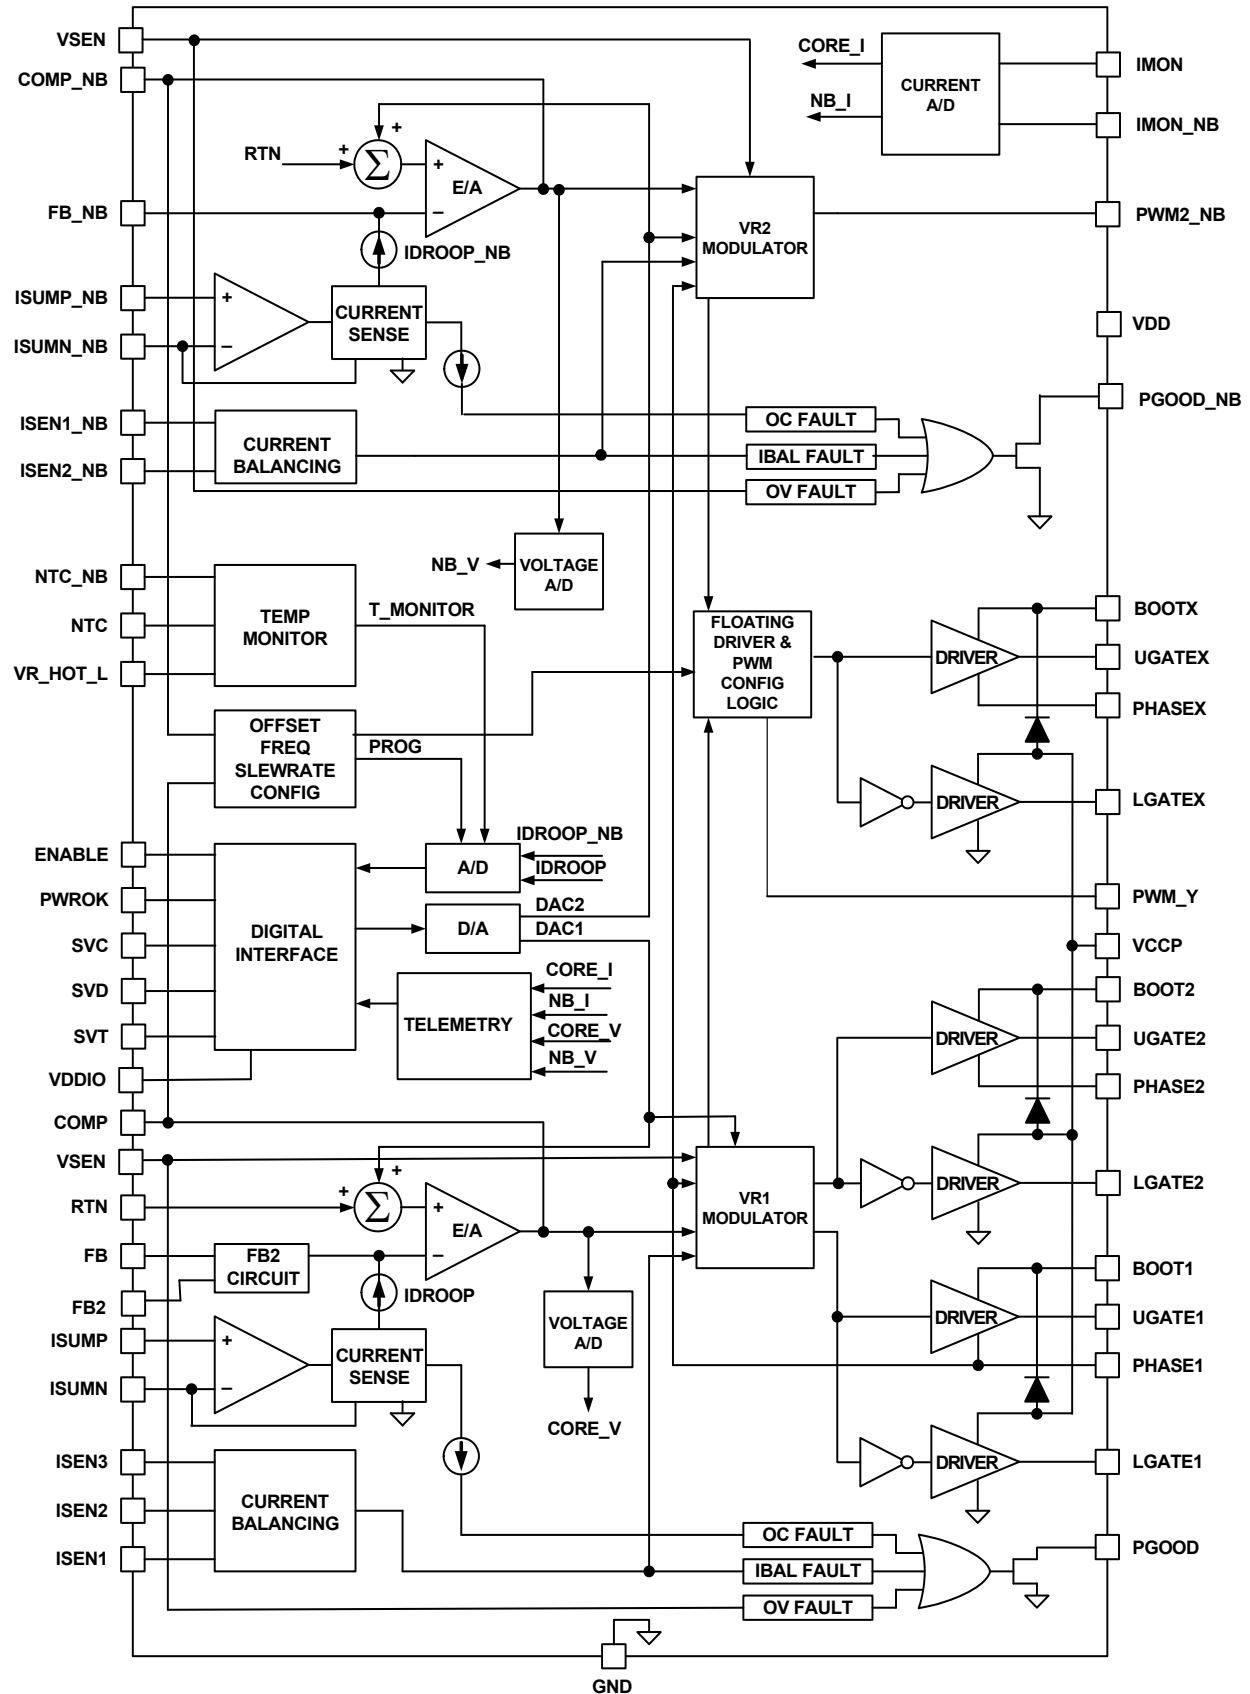 VSEN
COMP_NB
RTN
+
+
Σ
+
E/A
−
FB_NB
IDROOP_NB
ISUMP_NB
+
ISUMN_NB
−
CURRENT
SENSE
ISEN1_NB
ISEN2_NB
CURRENT
BALANCING
CORE_I
NB_I
CURRENT
A/D
IMON
IMON_NB
VR2
MODULATOR
PWM2_NB
VDD
PGOOD_NB
OC FAULT
IBAL FAULT
OV FAULT
NB_V
VOLTAGE
A/D
NTC_NB
NTC
VR_HOT_L
TEMP
MONITOR
T_MONITOR
OFFSET
FREQ
SLEWRATE
CONFIG
PROG
FLOATING
DRIVER &
PWM
CONFIG
LOGIC
DRIVER
DRIVER
BOOTX
UGATEX
PHASEX
LGATEX
ENABLE
PWROK
SVC
SVD
SVT
VDDIO
DIGITAL
INTERFACE
A/D
IDROOP_NB
IDROOP
D/A
DAC2
DAC1
TELEMETRY
CORE_I
NB_I
CORE_V
NB_V
PWM_Y
VCCP
BOOT2
UGATE2
PHASE2
LGATE2
DRIVER
DRIVER
COMP
VSEN
RTN
FB
FB2
ISUMP
ISUMN
+
+
Σ
+
E/A
−
FB2
CIRCUIT
IDROOP
+
−
CURRENT
SENSE
VOLTAGE
A/D
CORE_V
VR1
MODULATOR
DRIVER
DRIVER
BOOT1
UGATE1
PHASE1
LGATE1
ISEN3
ISEN2
ISEN1
CURRENT
BALANCING
OC FAULT
IBAL FAULT
OV FAULT
PGOOD
GND